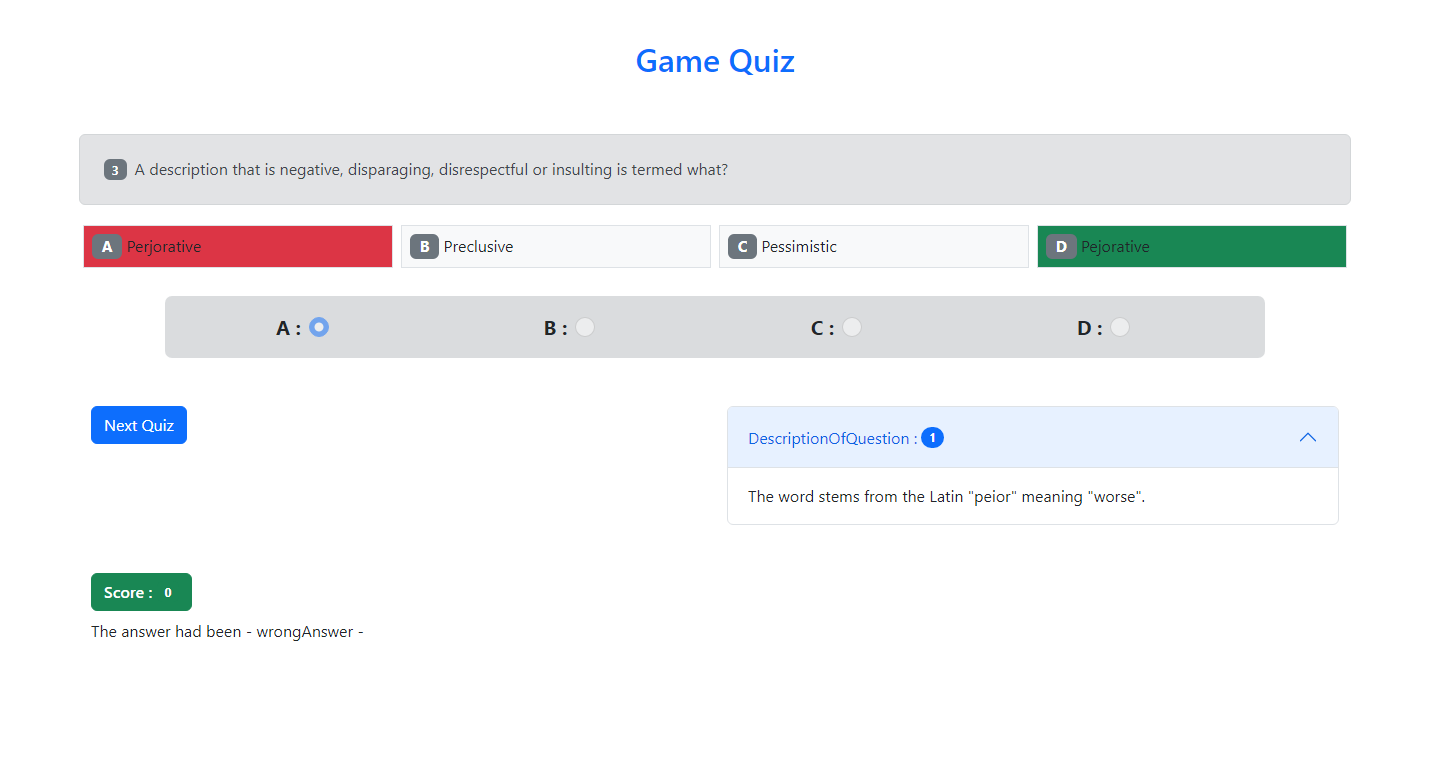 Game Quiz
3 A description that is negative, disparaging, disrespectful or insulting is termed what?
A Perjorative B Preclusive C Pessimistic D Pejorative
A : B : C : D :
Next Quiz
DescriptionOfQuestion : 1
The word stems from the Latin "peior" meaning "worse".
Score : 0
The answer had been - wrongAnswer -